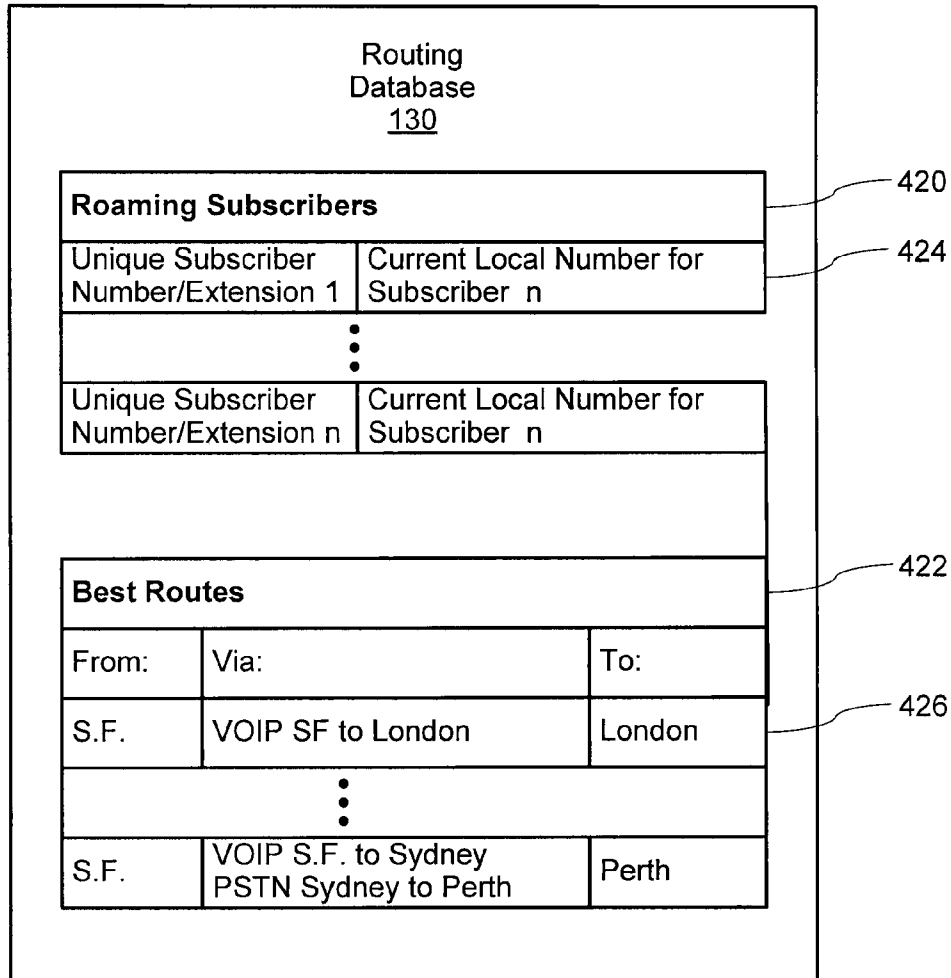 Routing
Database
130
Roaming Subscribers
420
Unique Subscriber
Number/Extension 1
Current Local Number for
Subscriber n
424
Unique Subscriber
Number/Extension n
Current Local Number for
Subscriber n
Best Routes
422
From:
Via:
To:
S.F.
VOIP SF to London
London
426
S.F.
VOIP S.F. to Sydney
PSTN Sydney to Perth
Perth